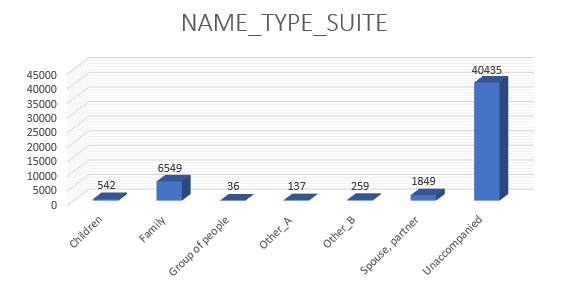 NAME_TYPE_SUITE
45000
40000
35000
30000
25000
20000
15000
10000
5000
0
542
6549
36
137
259
1849
40435
Children
Family
Group of people
Other_A
Other_B
Spouse, partner
Unaccompanied